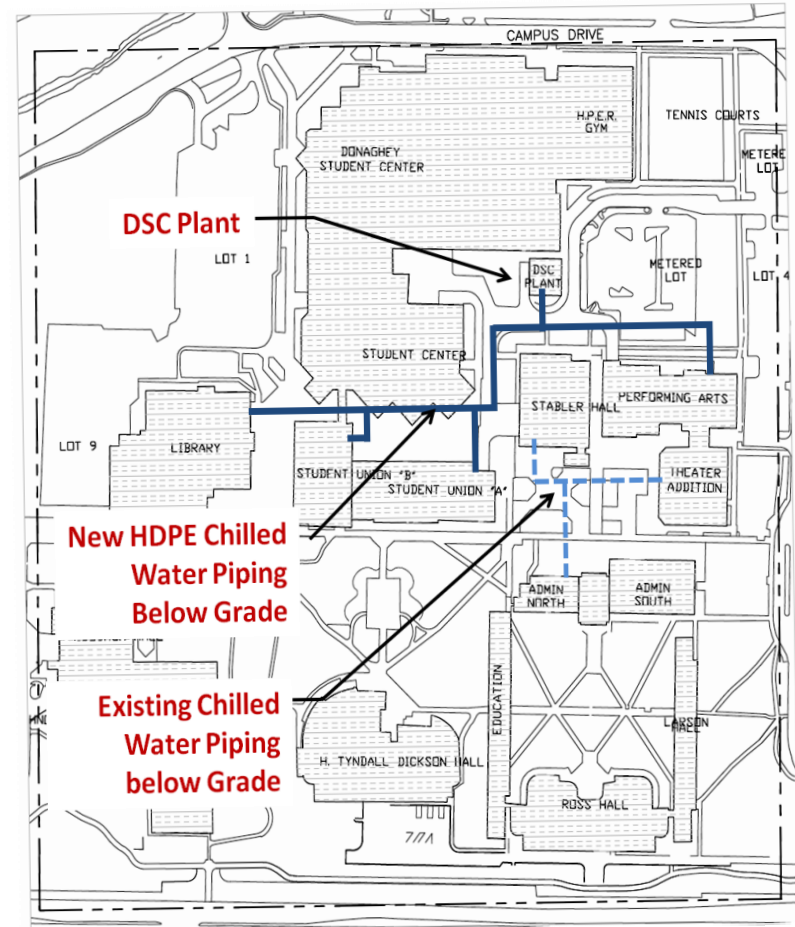 CAMPUS DRIVE
H.P.E.R.
GYM
TENNIS COURTS
DONAGHEY
STUDENT CENTER
METERED
LOT
DSC Plant
LOT 1
DSC
PLANT
METERED
LOT
LOT 4
STUDENT CENTER
STABLER HALL
PERFORMING ARTS
LOT 9
LIBRARY
STUDENT UNION "B"
STUDENT UNION "A"
THEATER
ADDITION
New HDPE Chilled
Water Piping
Below Grade
ADMIN
NORTH
ADMIN
SOUTH
EDUCATION
Existing Chilled
Water Piping
below Grade
LARSON
HALL
H. TYNDALL DICKSON HALL
ROSS HALL